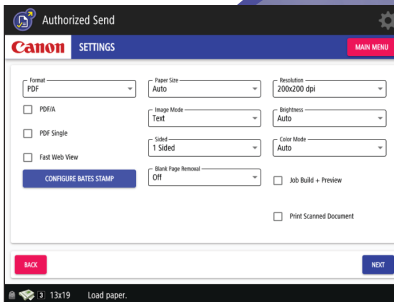 Authorized Send
Canon SETTINGS MAIN MENU
Format Paper Size Resolution
PDF Auto 200x200 dpi
PDF/A
Image Mode Brightness
Text Auto
PDF Single
Sided Color Mode
1 Sided Auto
Fast Web View
Blank Page Removal
CONFIGURE BATES STAMP Off Job Build + Preview
Print Scanned Document
BACK NEXT
3 13x19 Load paper.